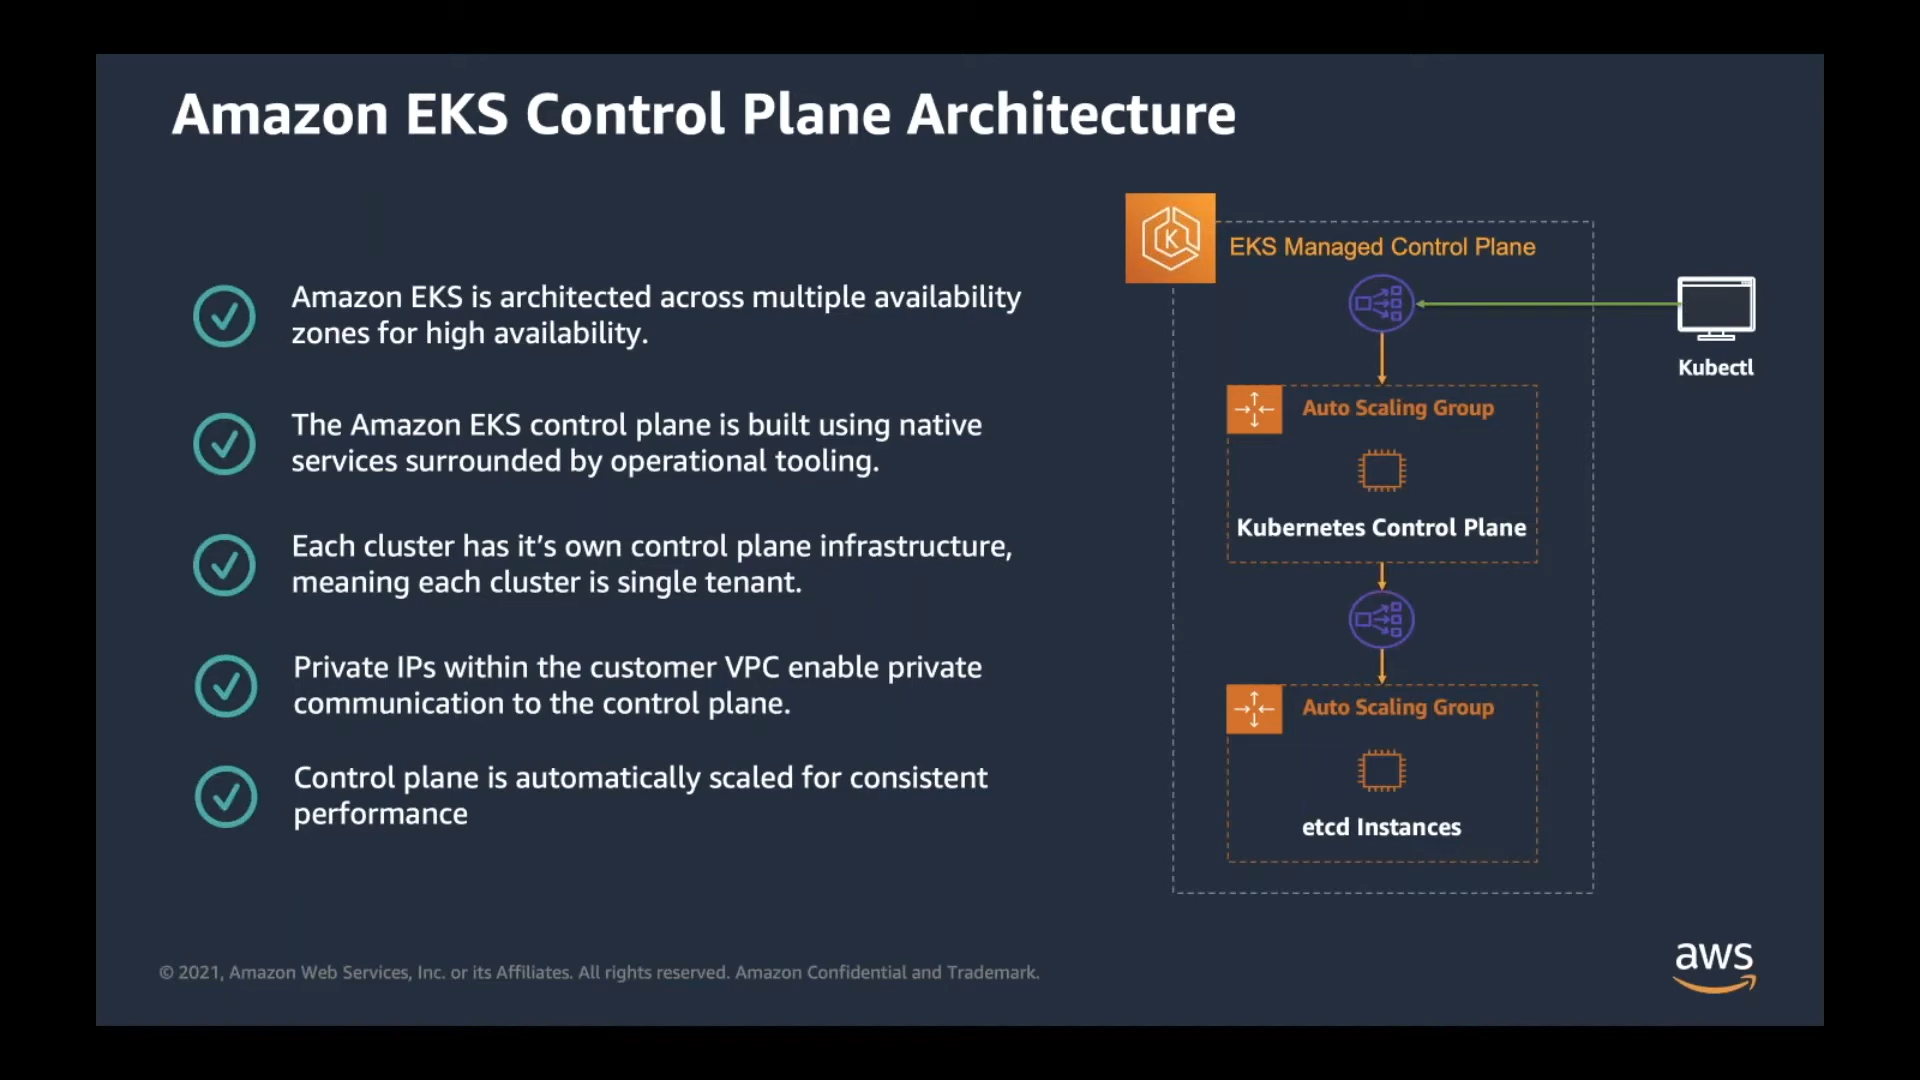 Amazon EKS Control Plane Architecture
Amazon EKS is architected across multiple availability
zones for high availability.
The Amazon EKS control plane is built using native
services surrounded by operational tooling.
Each cluster has it’s own control plane infrastructure,
meaning each cluster is single tenant.
Private IPs within the customer VPC enable private
communication to the control plane.
Control plane is automatically scaled for consistent
performance
K
EKS Managed Control Plane
Kubectl
Auto Scaling Group
Kubernetes Control Plane
Auto Scaling Group
etcd Instances
© 2021, Amazon Web Services, Inc. or its Affiliates. All rights reserved. Amazon Confidential and Trademark.
aws